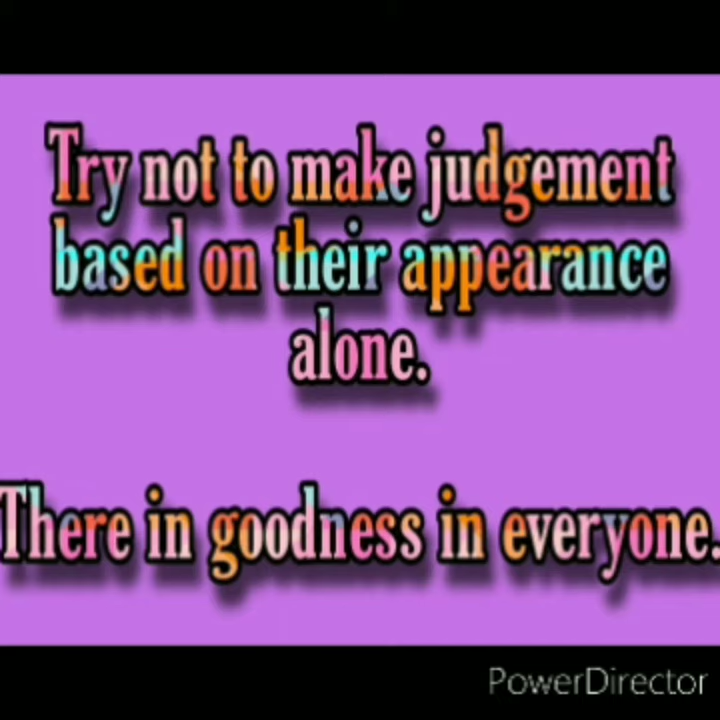 Try not to make judgement
based on their appearance
alone.
There in goodness in everyone.
PowerDirector